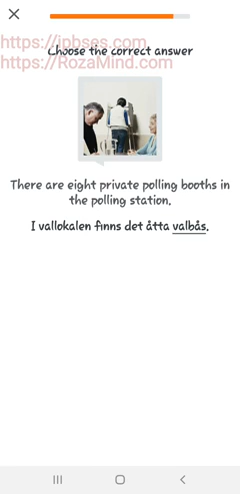 https://jpbses.com
https://RozaMind.com
Choose the correct answer
There are eight private polling booths in
the polling station.
I vallokalen finns det åtta valbås.